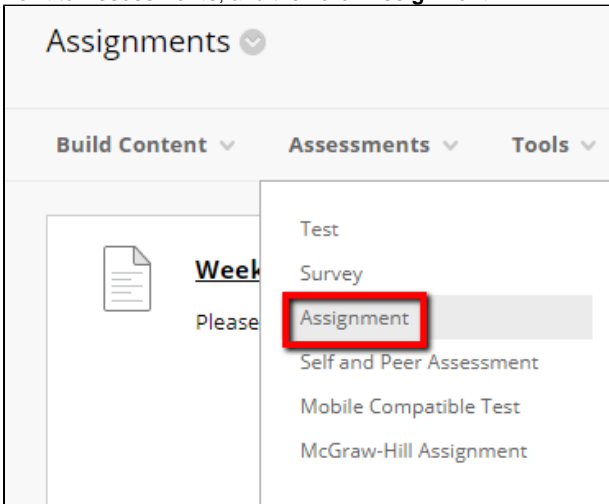 Assignments
Build Content Assessments Tools
Test
Week
Survey
Please
Assignment
Self and Peer Assessment
Mobile Compatible Test
McGraw-Hill Assignment